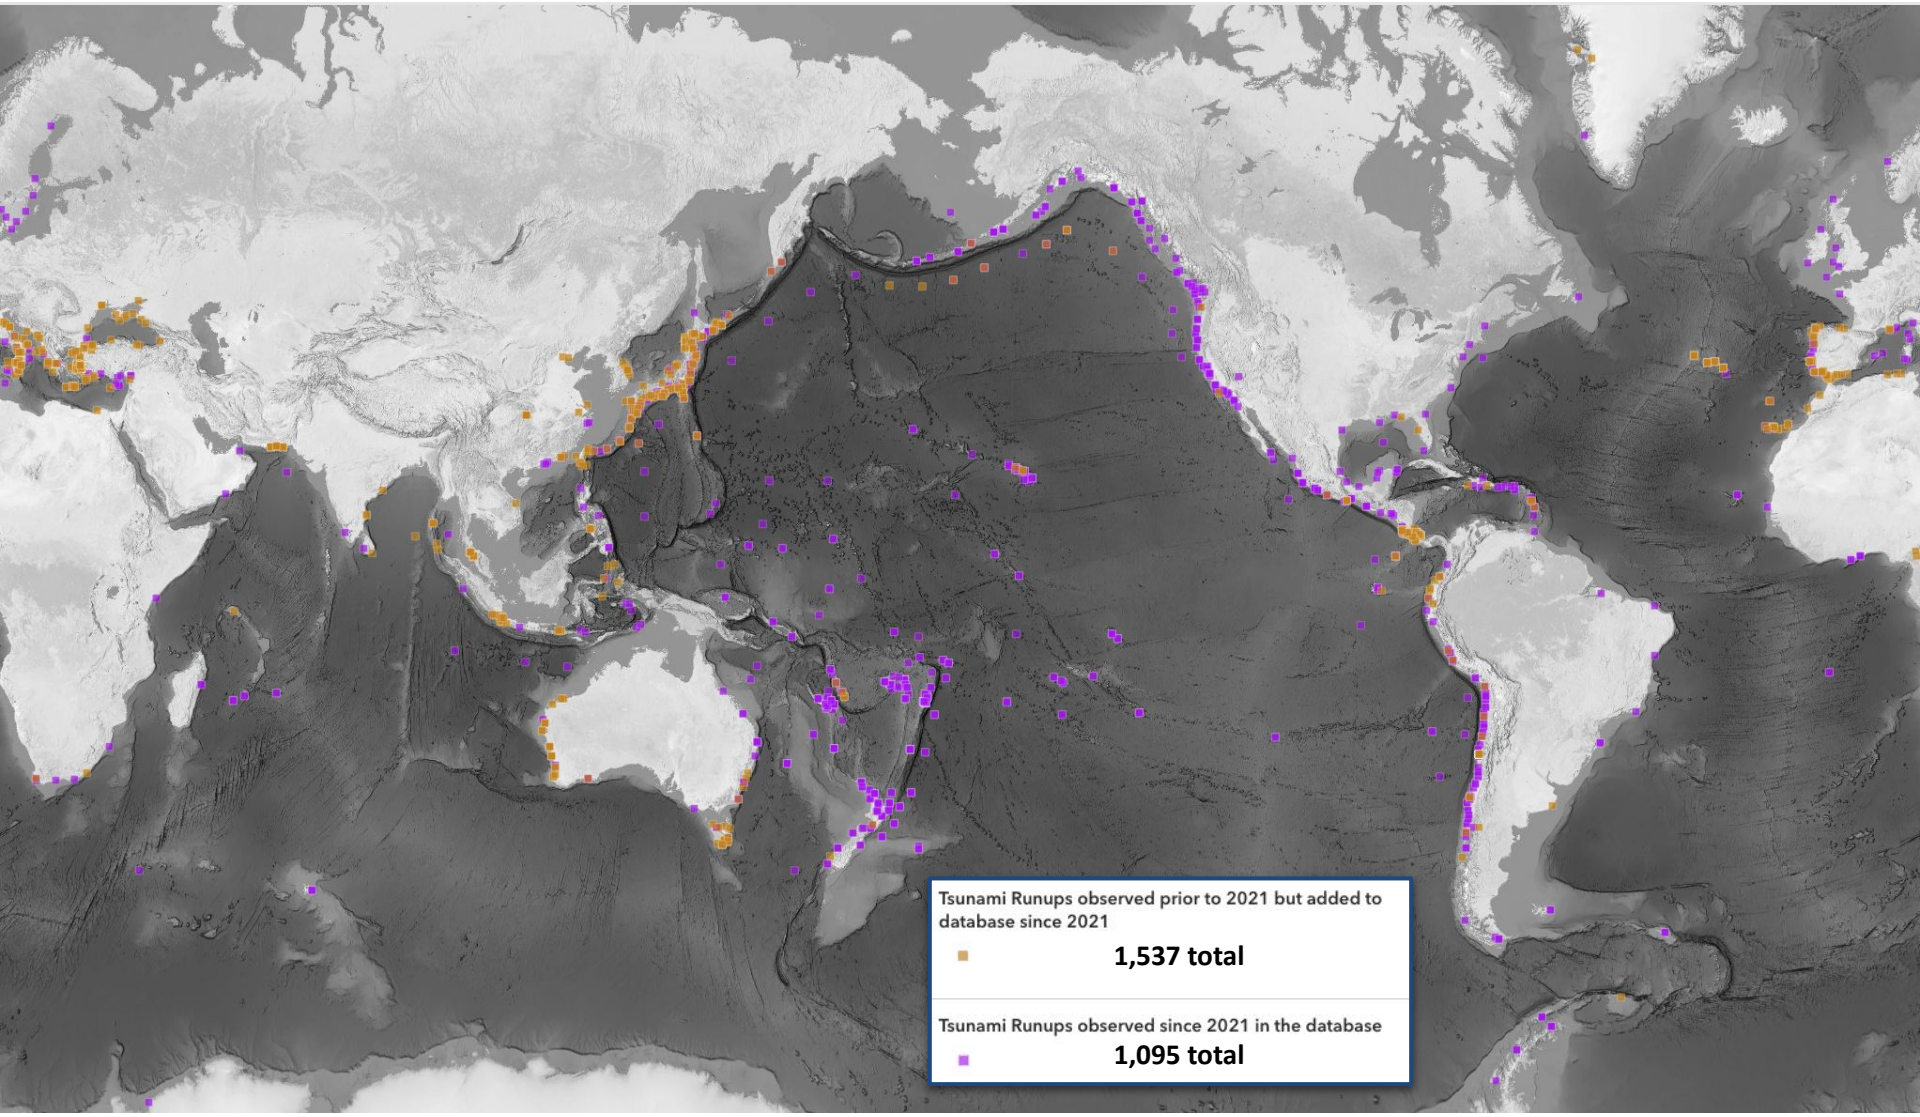 Tsunami Runups observed prior to 2021 but added to
database since 2021
1,537 total
Tsunami Runups observed since 2021 in the database
1,095 total